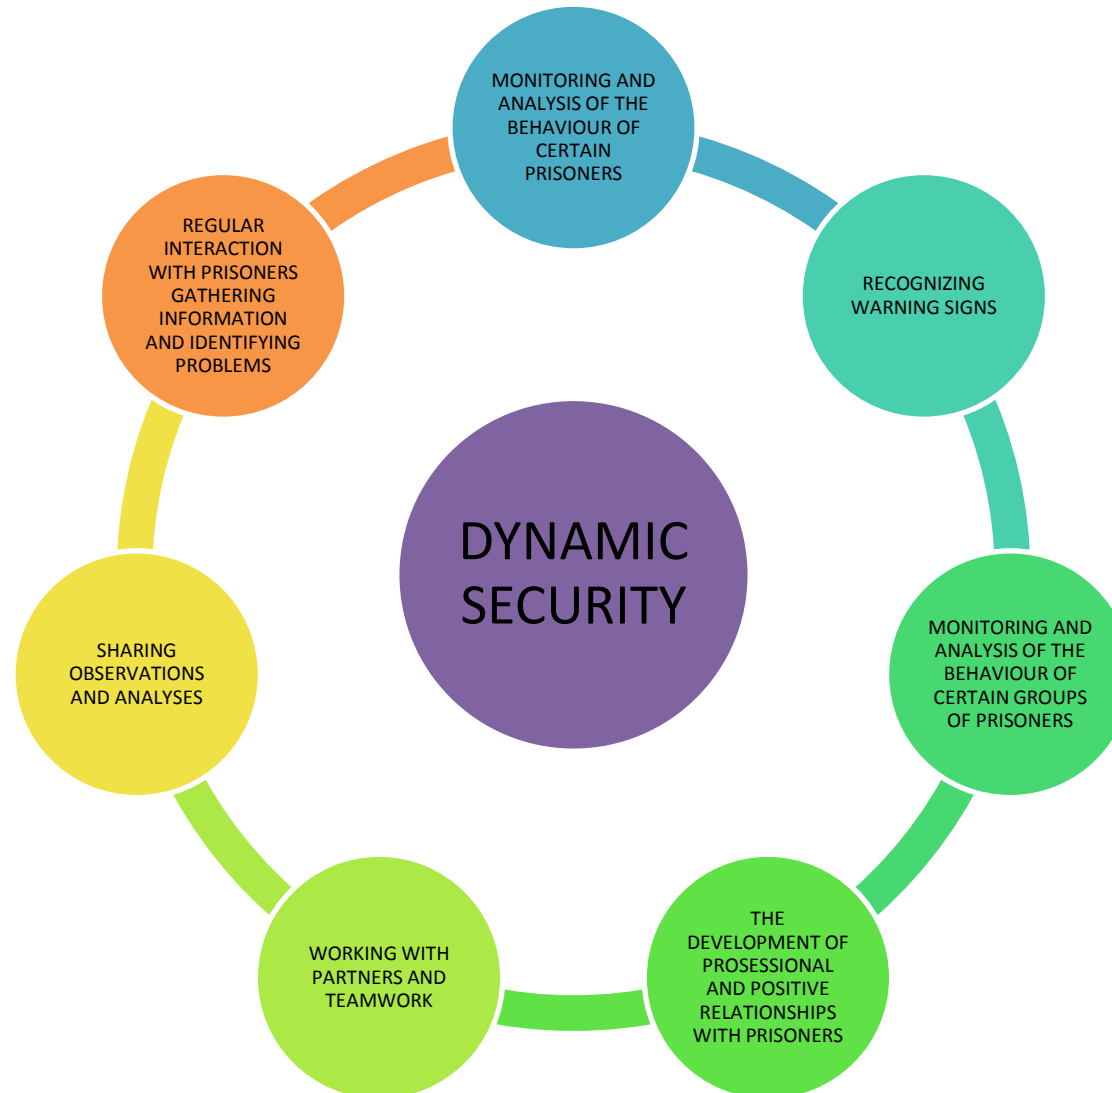 MONITORING AND
ANALYSIS OF THE
BEHAVIOUR OF
CERTAIN
PRISONERS
RECOGNIZING
WARNING SIGNS
MONITORING AND
ANALYSIS OF THE
BEHAVIOUR OF
CERTAIN GROUPS
OF PRISONERS
THE
DEVELOPMENT OF
PROSESSIONAL
AND POSITIVE
RELATIONSHIPS
WITH PRISONERS
WORKING WITH
PARTNERS AND
TEAMWORK
SHARING
OBSERVATIONS
AND ANALYSES
REGULAR
INTERACTION
WITH PRISONERS
GATHERING
INFORMATION
AND IDENTIFYING
PROBLEMS
DYNAMIC
SECURITY